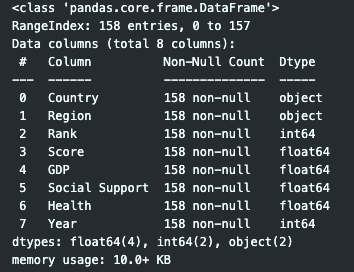 <class 'pandas.core.frame.DataFrame'>
RangeIndex: 158 entries, 0 to 157
Data columns (total 8 columns):
 #   Column          Non-Null Count  Dtype
---  ------          --------------  -----
 0   Country         158 non-null    object
 1   Region          158 non-null    object
 2   Rank            158 non-null    int64
 3   Score           158 non-null    float64
 4   GDP             158 non-null    float64
 5   Social Support  158 non-null    float64
 6   Health          158 non-null    float64
 7   Year            158 non-null    int64
dtypes: float64(4), int64(2), object(2)
memory usage: 10.0+ KB